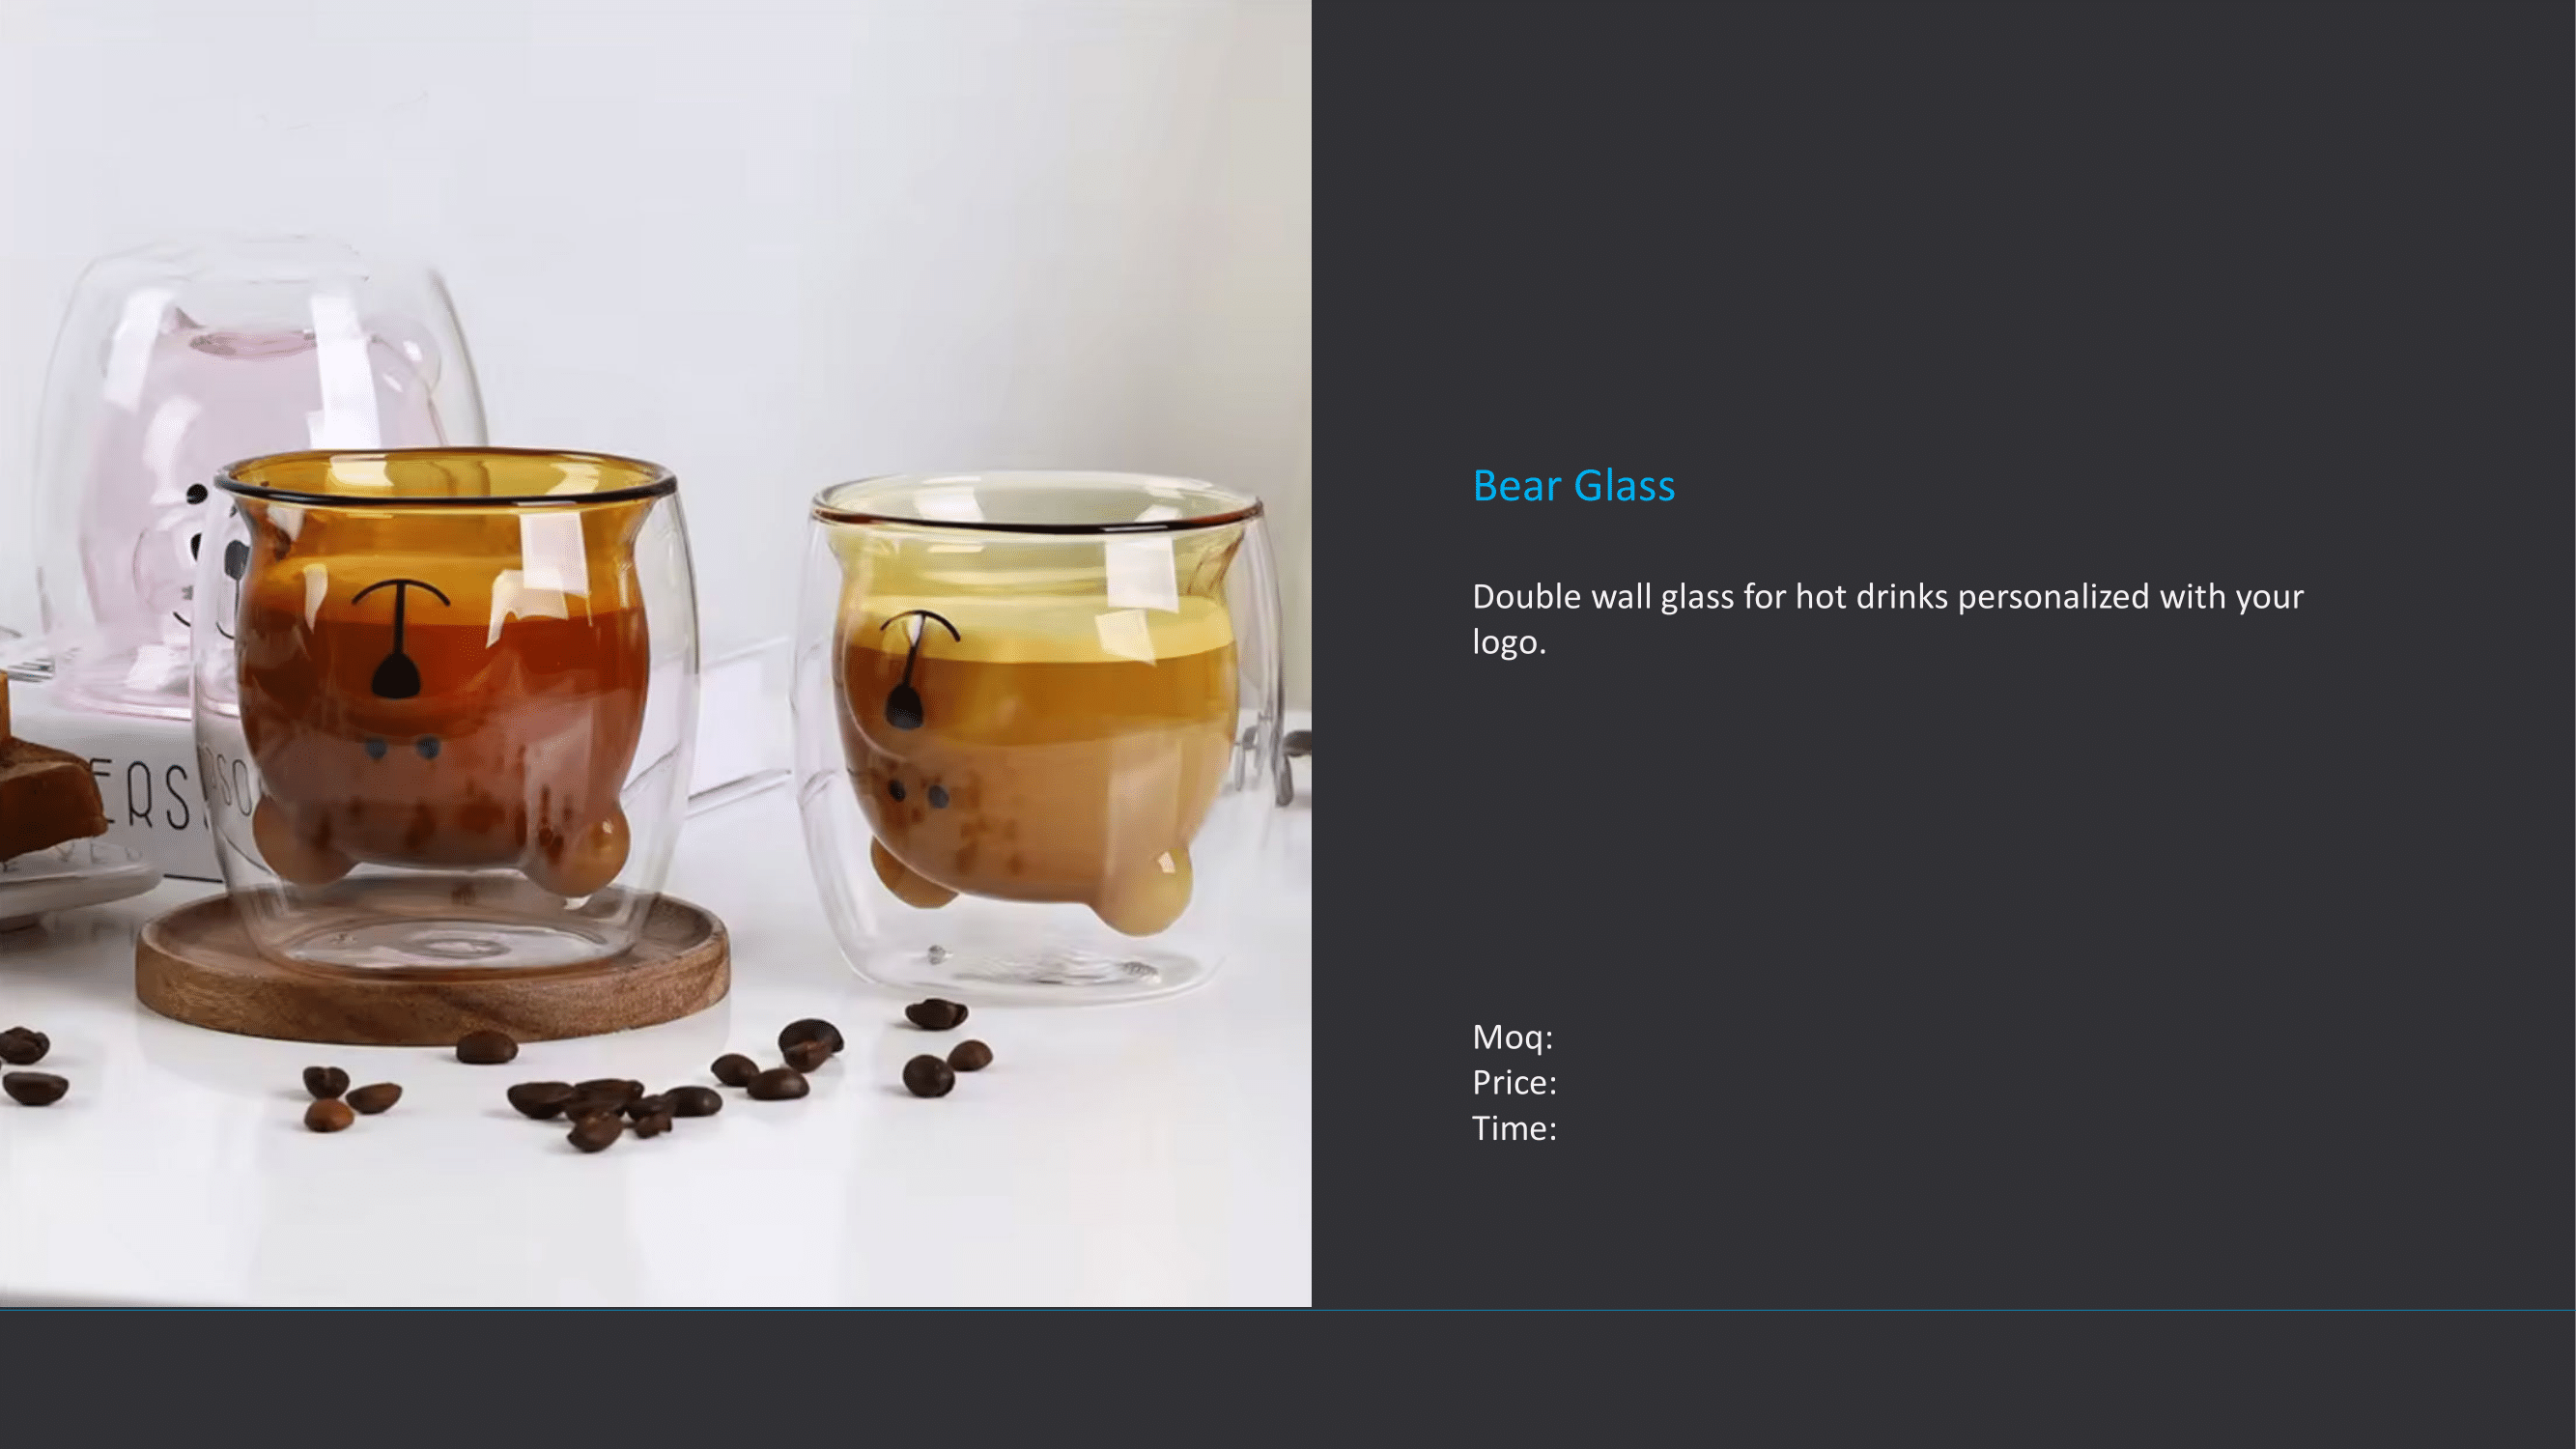 Bear Glass
Double wall glass for hot drinks personalized with your
logo.
Moq:
Price:
Time: